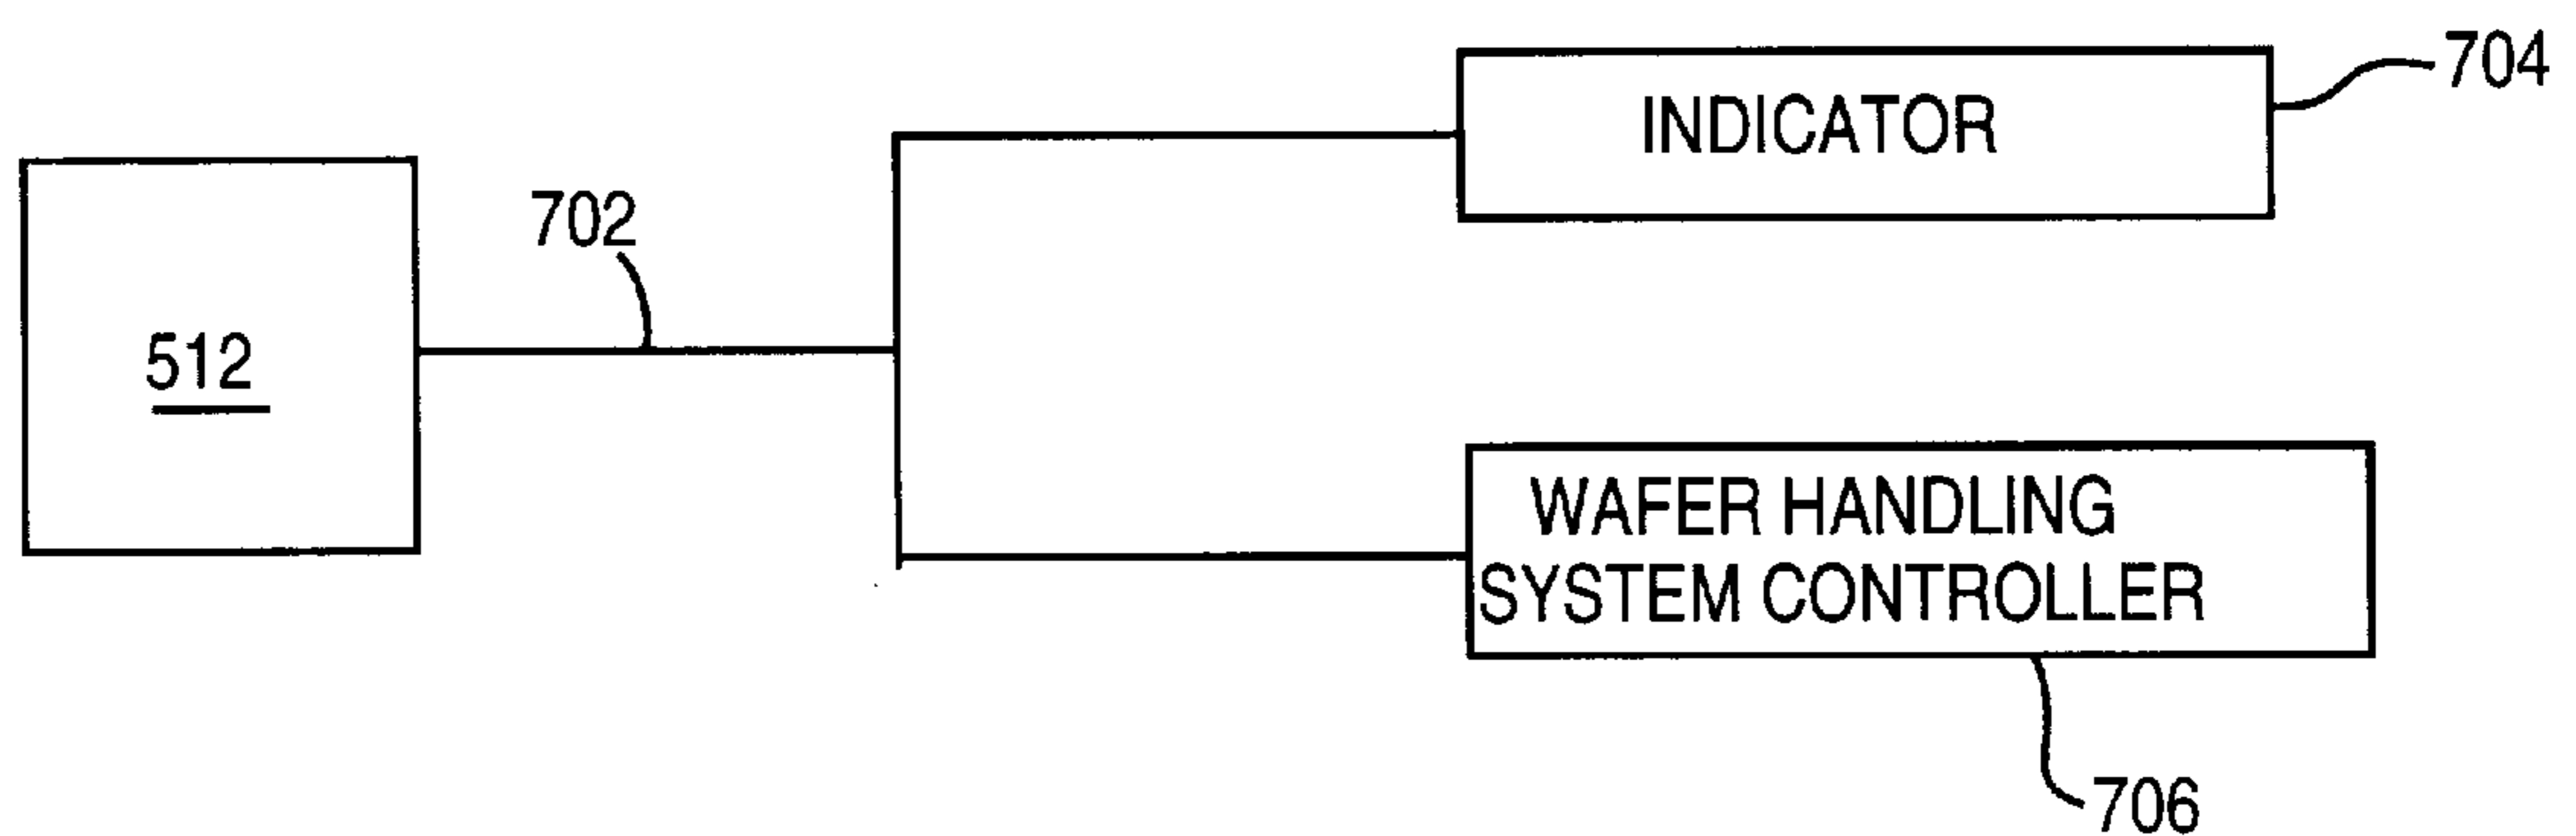 704
INDICATOR
702
512
WAFER HANDLING
SYSTEM CONTROLLER
706